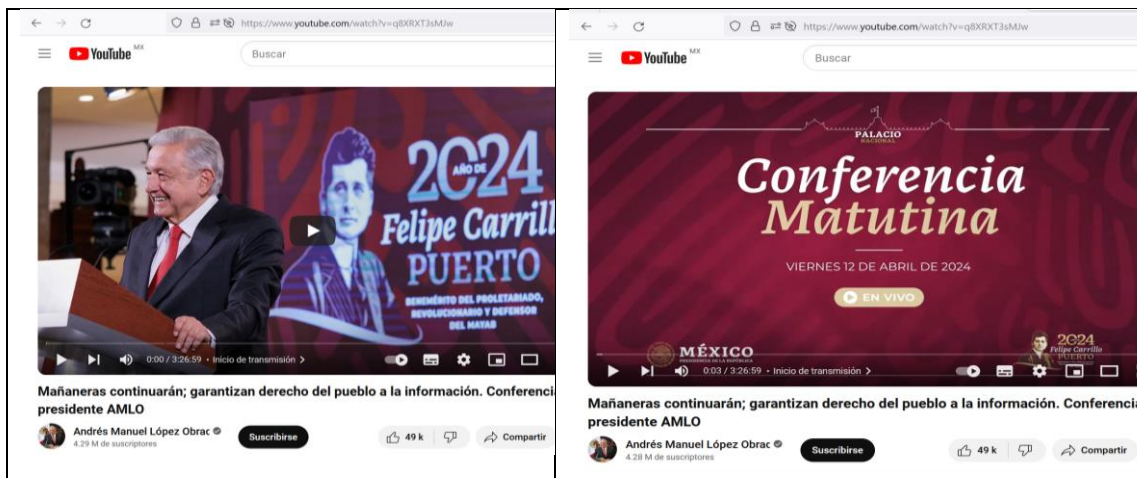 https://www.youtube.com/watch?v=q8XRXT3sMJw
YouTube MX
Buscar
2024
AÑO DE
Felipe Carrill
PUERTO
BENEMÉRITO DEL PROLETARIADO,
REVOLUCIONARIO Y DEFENSOR
DEL MAYAB
0:00 / 3:26:59 • Inicio de transmisión >
Mañaneras continuarán; garantizan derecho del pueblo a la información. Conferenci
presidente AMLO
Andrés Manuel López Obrac
4.29 M de suscriptores
Suscribirse
49 k
Compartir
https://www.youtube.com/watch?v=q8XRXT3sMJw
YouTube MX
Buscar
PALACIO
NACIONAL
Conferencia
Matutina
VIERNES 12 DE ABRIL DE 2024
EN VIVO
MÉXICO
PRESIDENCIA DE LA REPÚBLICA
2024
Felipe Carrillo
PUERTO
0:03 / 3:26:59 • Inicio de transmisión >
Mañaneras continuarán; garantizan derecho del pueblo a la información. Conferencia
presidente AMLO
Andrés Manuel López Obrac
4.28 M de suscriptores
Suscribirse
49 k
Compartir